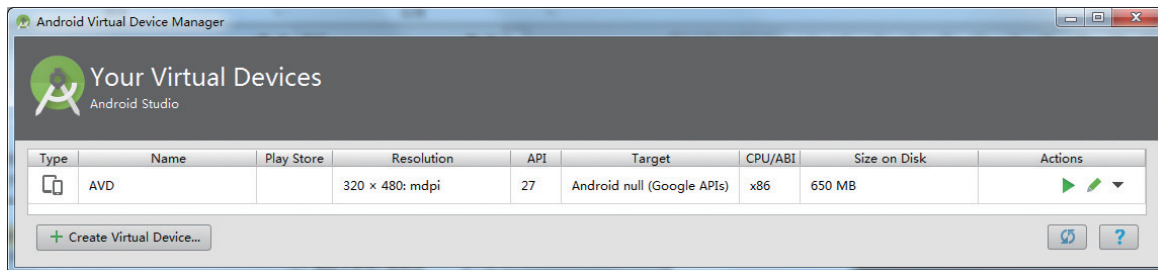 Android Virtual Device Manager
Your Virtual Devices
Android Studio
Type Name Play Store Resolution API Target CPU/ABI Size on Disk Actions
AVD 320 × 480: mdpi 27 Android null (Google APIs) x86 650 MB
+ Create Virtual Device...
?